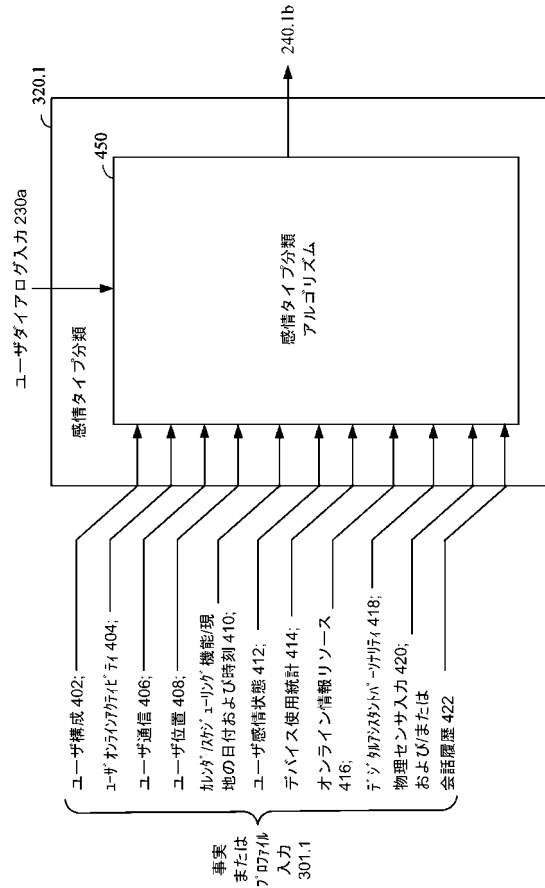 320.1
ユーザダイアログ入力 230a
感情タイプ分類
450
感情タイプ分類
アルゴリズム
240.1b
事実
または
プロファイル
入力
301.1
ユーザ構成 402;
ユーザオンラインアクティビティ 404;
ユーザ通信 406;
ユーザ位置 408;
カレンダ/スケジューリング機能/現
地の日付および時刻 410;
ユーザ感情状態 412;
デバイス使用統計 414;
オンライン情報リソース
416;
デジタルアシスタントパーソナリティ 418;
物理センサ入力 420;
および/または
会話履歴 422